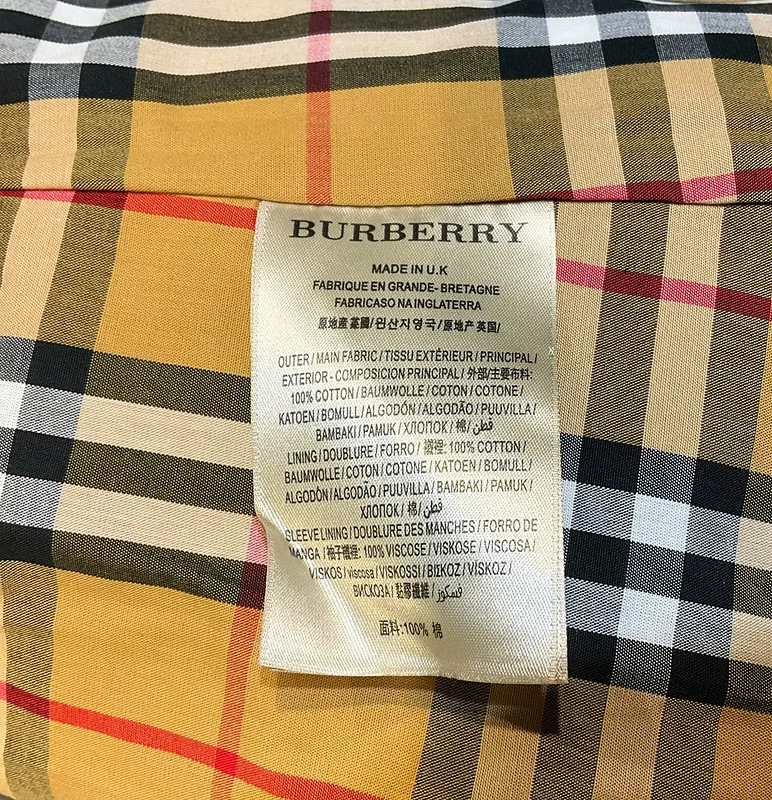 BURBERRY
MADE IN U.K
FABRIQUE EN GRANDE- BRETAGNE
FABRICASO NA INGLATERRA
原地產 英國/원산지영국/原地产 英国/
OUTER / MAIN FABRIC / TISSU EXTÉRIEUR / PRINCIPAL /
EXTERIOR - COMPOSICION PRINCIPAL / 外部/主要布料:
100% COTTON / BAUMWOLLE / COTON / COTONE /
KATOEN / BOMULL / ALGODÓN / ALGODÃO / PUUVILLA /
BAMBAKI / PAMUK / ХЛОПОК / 棉/ قطن/
LINING / DOUBLURE / FORRO / 襯裡: 100% COTTON /
BAUMWOLLE / COTON / COTONE / KATOEN / BOMULL /
ALGODÓN / ALGODÃO / PUUVILLA / BAMBAKI / PAMUK /
ХЛОПОК / 棉/ قطن/
SLEEVE LINING / DOUBLURE DES MANCHES / FORRO DE
MANGA / 袖子襯裡: 100% VISCOSE / VISKOSE / VISCOSA /
VISKOS / viscosa / VISKOSSI / ΒΙΣΚΟΖ / VİSKOZ /
ВИСКОЗА / 黏膠纖維 / فسكوز/
面料:100% 棉